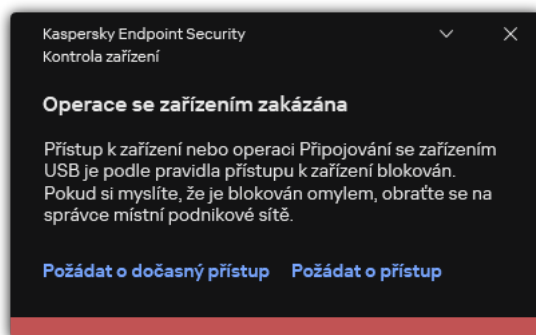 Kaspersky Endpoint Security
Kontrola zařízení
Operace se zařízením zakázána
Přístup k zařízení nebo operaci Připojování se zařízením
USB je podle pravidla přístupu k zařízení blokován.
Pokud si myslíte, že je blokován omylem, obraťte se na
správce místní podnikové sítě.
Požádat o dočasný přístup Požádat o přístup